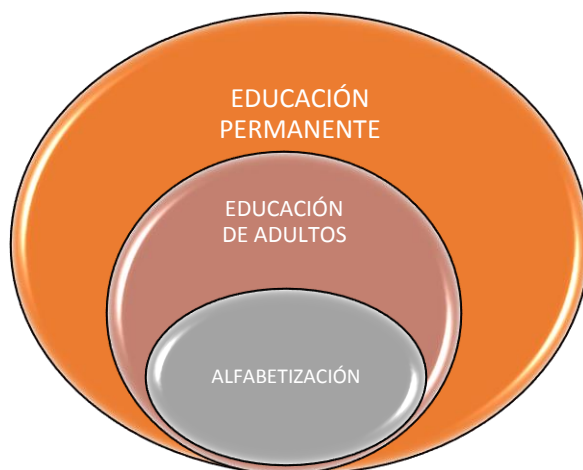 EDUCACIÓN
PERMANENTE
EDUCACIÓN
DE ADULTOS
ALFABETIZACIÓN